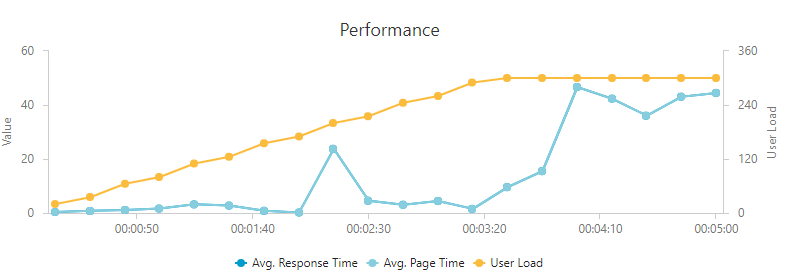 Performance
60 360
40 240
20 120
0 0
Value
User Load
00:00:50 00:01:40 00:02:30 00:03:20 00:04:10 00:05:00
Avg. Response Time Avg. Page Time User Load